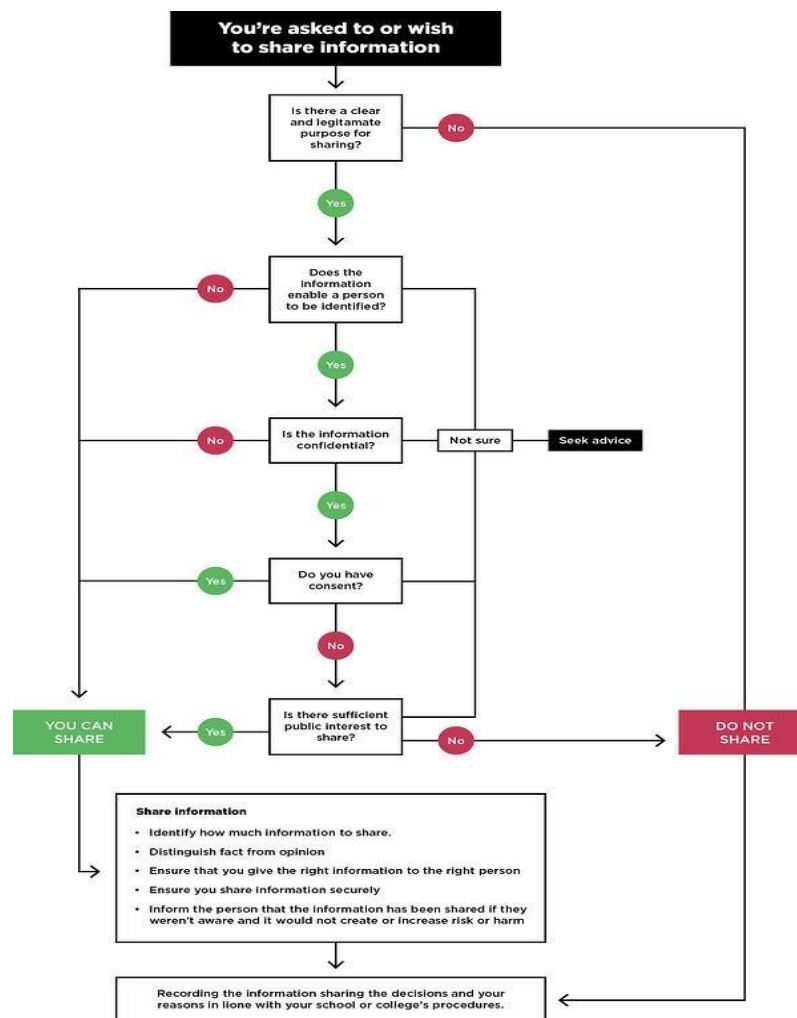 You're asked to or wish
to share information
Is there a clear
and legitamate
purpose for
sharing?
No
Yes
Does the
information
enable a person
to be identified?
No
Yes
Is the information
confidential?
No
Not sure
Seek advice
Yes
Do you have
consent?
Yes
No
Is there sufficient
public interest to
share?
Yes
No
YOU CAN
SHARE
DO NOT
SHARE
Share information
• Identify how much information to share.
• Distinguish fact from opinion
• Ensure that you give the right information to the right person
• Ensure you share information securely
• Inform the person that the information has been shared if they
weren't aware and it would not create or increase risk or harm
Recording the information sharing the decisions and your
reasons in lione with your school or college's procedures.